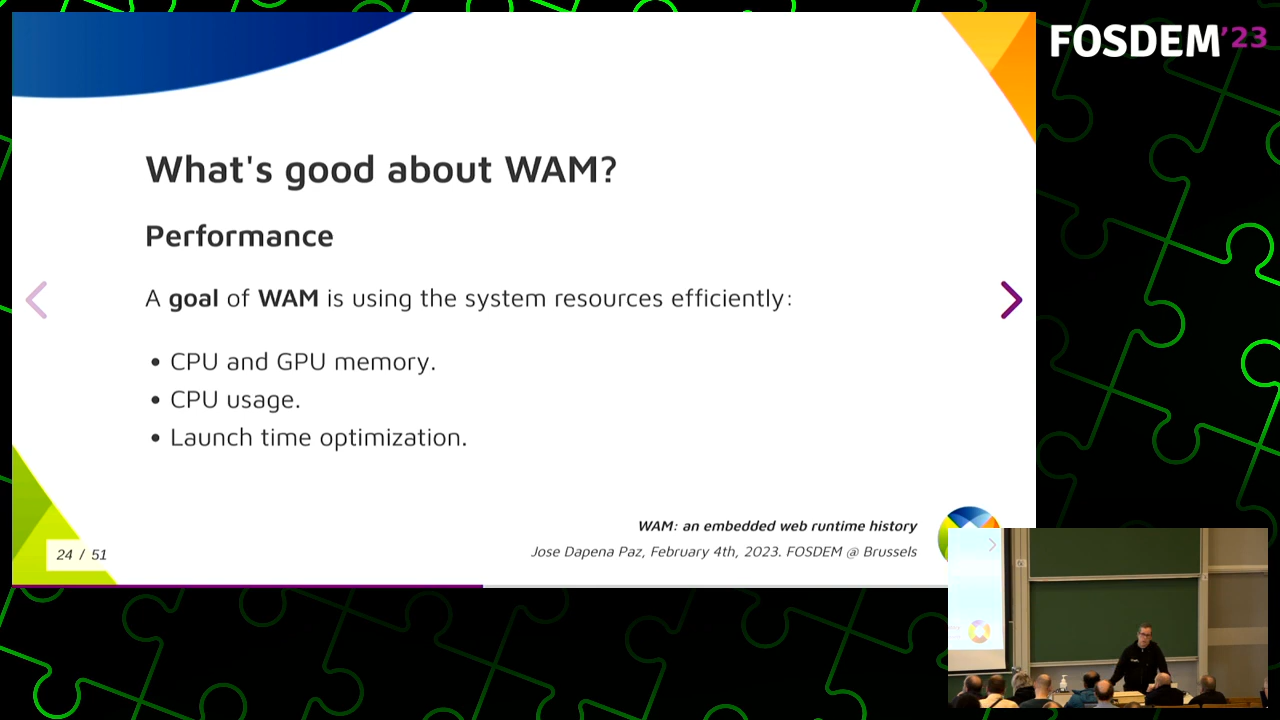 FOSDEM'23
What's good about WAM?
Performance
A goal of WAM is using the system resources efficiently:
• CPU and GPU memory.
• CPU usage.
• Launch time optimization.
WAM: an embedded web runtime history
Jose Dapena Paz, February 4th, 2023. FOSDEM @ Brussels
24 / 51